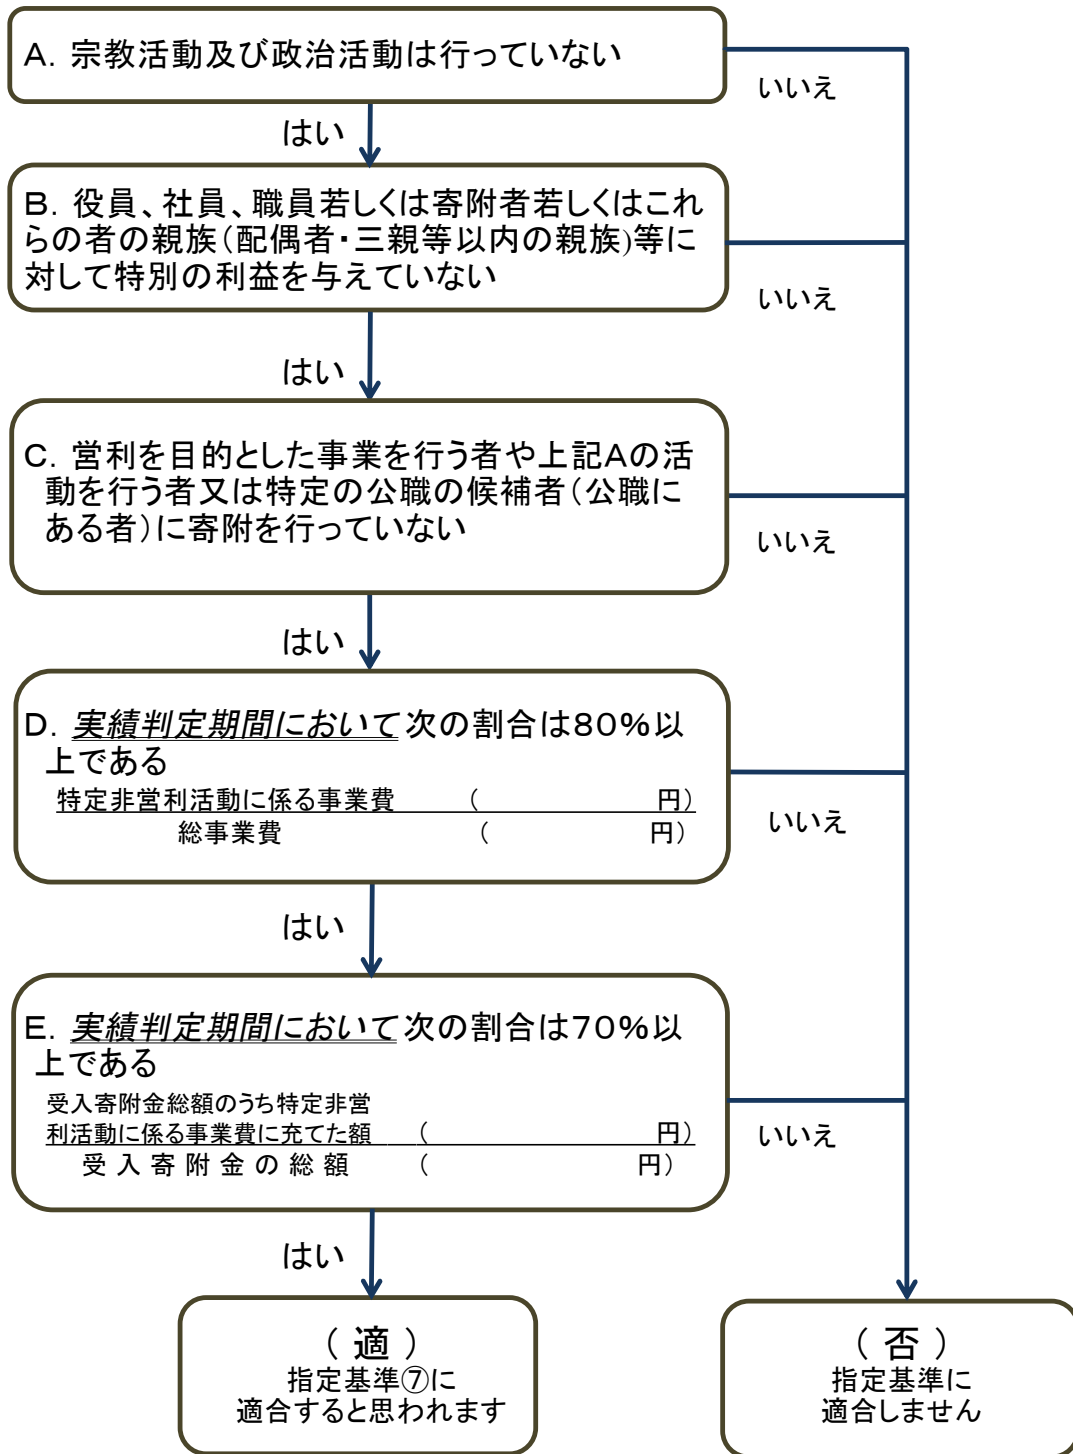 A．宗教活動及び政治活動は行っていない
いいえ
はい
B．役員、社員、職員若しくは寄附者若しくはこれ
らの者の親族（配偶者・三親等以内の親族）等に
対して特別の利益を与えていない
いいえ
はい
C．営利を目的とした事業を行う者や上記Aの活
動を行う者又は特定の公職の候補者（公職に
ある者）に寄附を行っていない
いいえ
はい
D．実績判定期間において次の割合は80％以
上である
特定非営利活動に係る事業費　（　　　　　円）
総事業費　（　　　　　円）
いいえ
はい
E．実績判定期間において次の割合は70％以
上である
受入寄附金総額のうち特定非営
利活動に係る事業費に充てた額　（　　　　　円）
受入寄附金の総額　（　　　　　円）
いいえ
はい
（適）
指定基準⑦に
適合すると思われます
（否）
指定基準に
適合しません